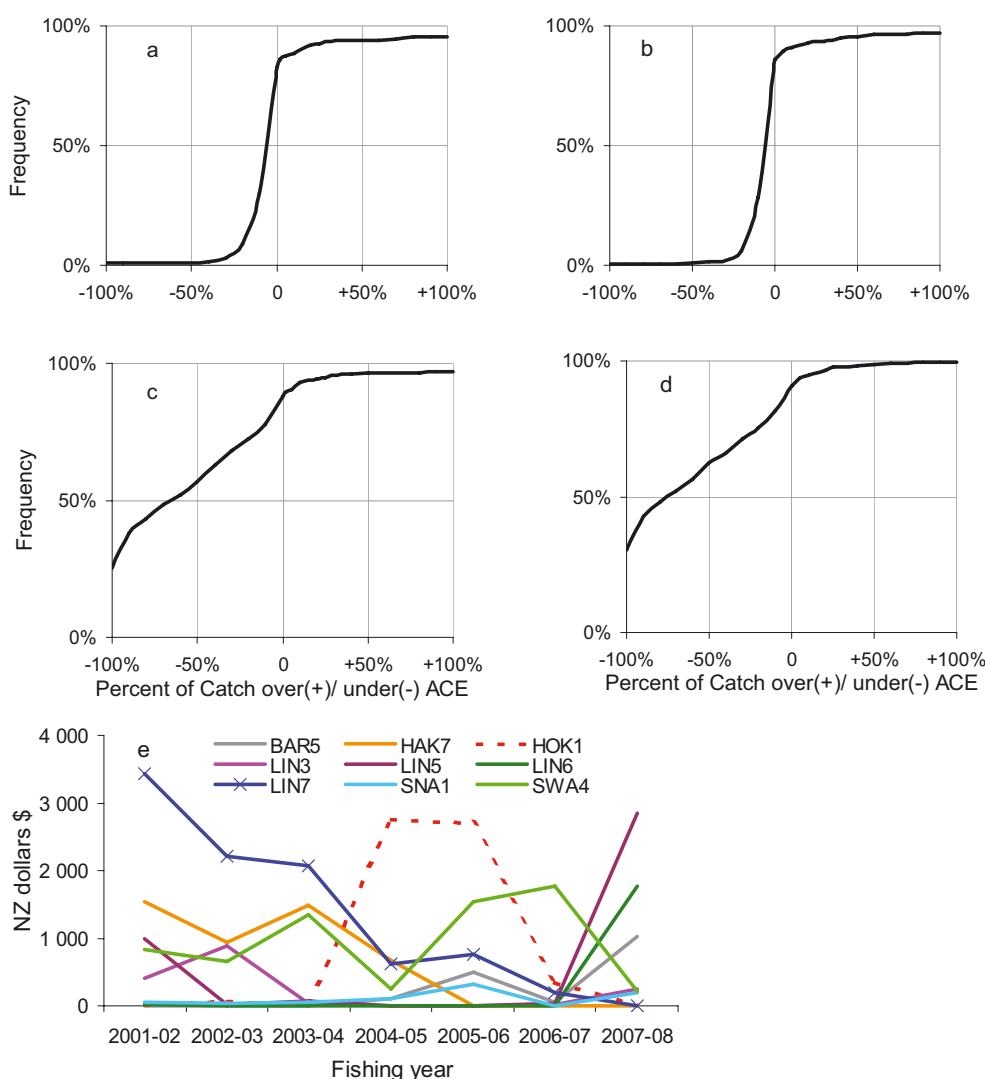 100%
50%
0%
Frequency
a
-100% -50% 0 +50% +100%
100%
50%
0%
b
-100% -50% 0 +50% +100%
100%
50%
0%
Frequency
c
-100% -50% 0 +50% +100%
Percent of Catch over(+)/ under(-) ACE
100%
50%
0%
d
-100% -50% 0 +50% +100%
Percent of Catch over(+)/ under(-) ACE
4 000
3 000
2 000
1 000
0
NZ dollars $
e
BAR5 HAK7 HOK1
LIN3 LIN5 LIN6
LIN7 SNA1 SWA4
2001-02 2002-03 2003-04 2004-05 2005-06 2006-07 2007-08
Fishing year